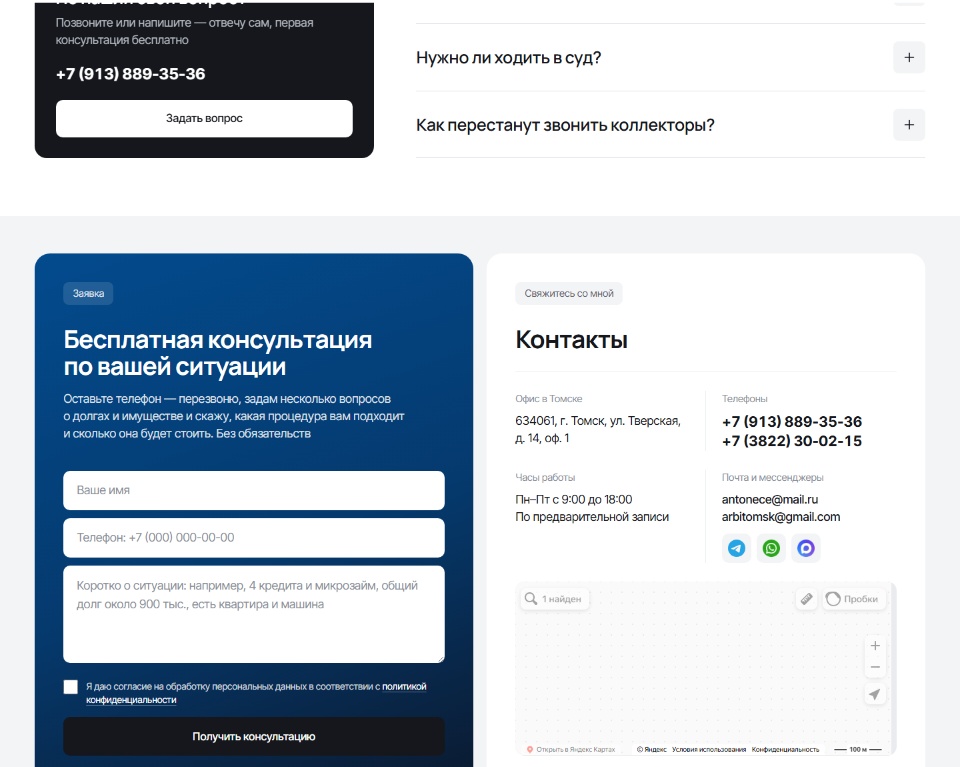 Позвоните или напишите — отвечу сам, первая
консультация бесплатно
+7 (913) 889-35-36
Задать вопрос
Нужно ли ходить в суд?
Как перестанут звонить коллекторы?
Заявка
Бесплатная консультация
по вашей ситуации
Оставьте телефон — перезвоню, задам несколько вопросов
о долгах и имуществе и скажу, какая процедура вам подходит
и сколько она будет стоить. Без обязательств
Ваше имя
Телефон: +7 (000) 000-00-00
Коротко о ситуации: например, 4 кредита и микрозайм, общий
долг около 900 тыс., есть квартира и машина
Я даю согласие на обработку персональных данных в соответствии с политикой
конфиденциальности
Получить консультацию
Свяжитесь со мной
Контакты
Офис в Томске
634061, г. Томск, ул. Тверская,
д. 14, оф. 1
Телефоны
+7 (913) 889-35-36
+7 (3822) 30-02-15
Часы работы
Пн–Пт с 9:00 до 18:00
По предварительной записи
Почта и мессенджеры
antonece@mail.ru
arbitomsk@gmail.com
1 найден
Пробки
Открыть в Яндекс Картах
© Яндекс Условия использования Конфиденциальность
100 м